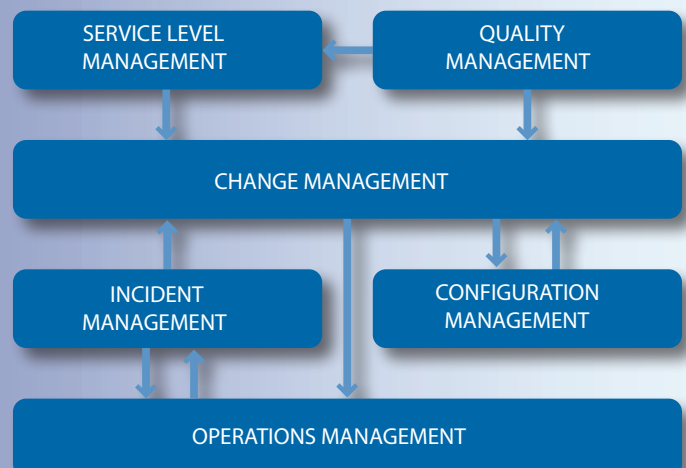 SERVICE LEVEL
MANAGEMENT
QUALITY
MANAGEMENT
CHANGE MANAGEMENT
INCIDENT
MANAGEMENT
CONFIGURATION
MANAGEMENT
OPERATIONS MANAGEMENT